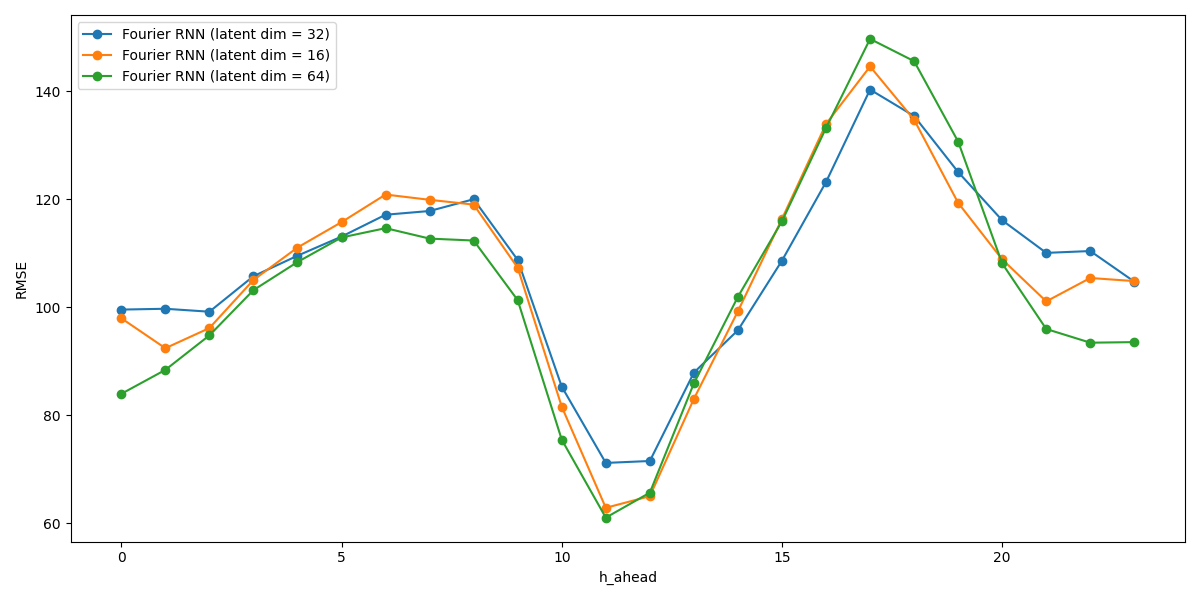 Fourier RNN (latent dim = 32)
Fourier RNN (latent dim = 16)
Fourier RNN (latent dim = 64)
140
120
100
80
60
RMSE
0 5 10 15 20
h_ahead